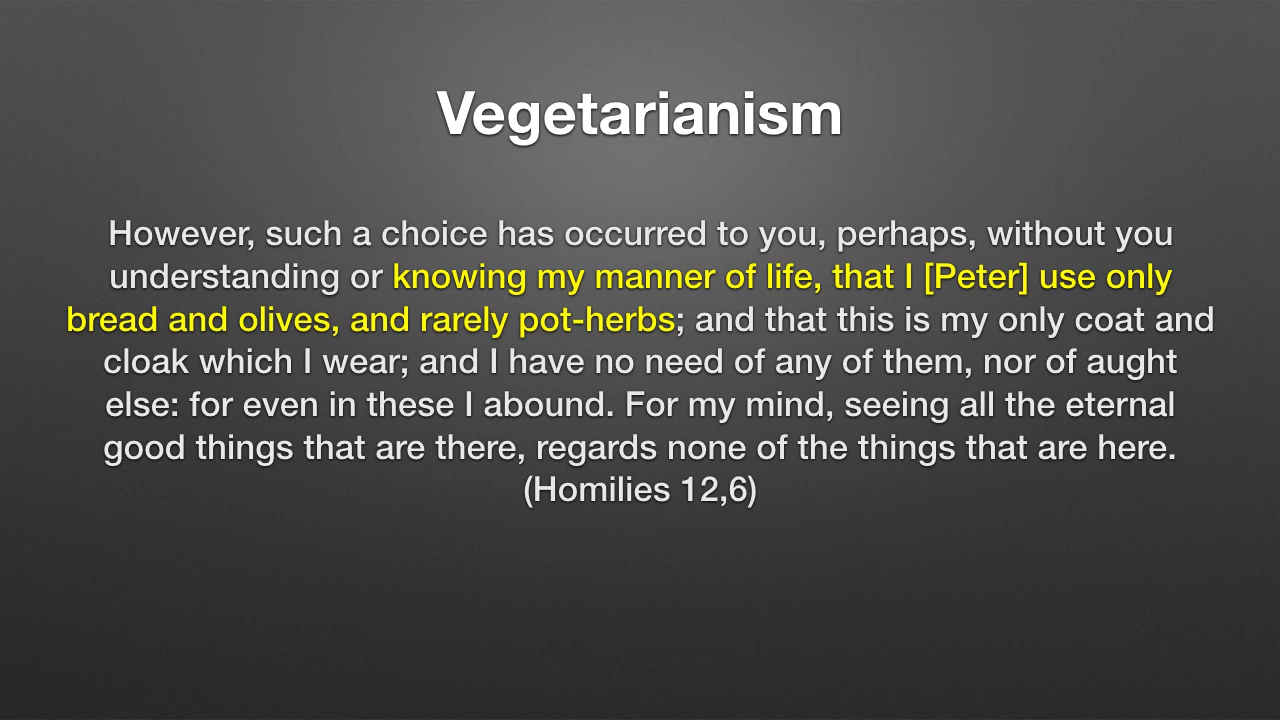 Vegetarianism
However, such a choice has occurred to you, perhaps, without you
understanding or knowing my manner of life, that I [Peter] use only
bread and olives, and rarely pot-herbs; and that this is my only coat and
cloak which I wear; and I have no need of any of them, nor of aught
else: for even in these I abound. For my mind, seeing all the eternal
good things that are there, regards none of the things that are here.
(Homilies 12,6)